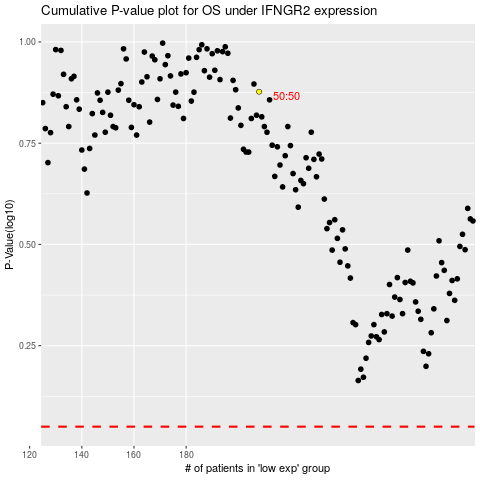 Cumulative P-value plot for OS under IFNGR2 expression
1.00
50:50
0.75
P-Value(log10)
0.50
0.25
120 140 160 180
# of patients in 'low exp' group